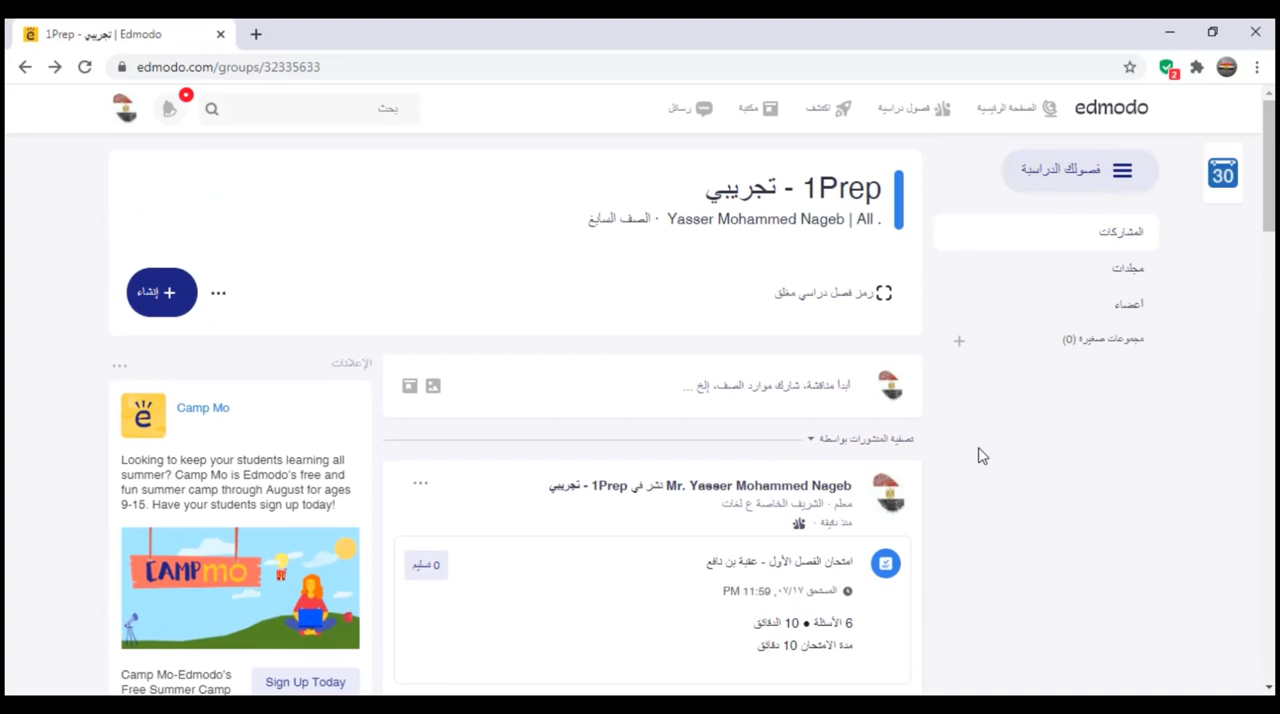 1Prep - تجريبي | Edmodo
edmodo.com/groups/32335633
2
edmodo
الصفحة الرئيسية
فصول دراسية
اكتشف
مكتبة
رسائل
بحث
30
فصولك الدراسية
المشاركات
مجلدات
أعضاء
مجموعات صغيرة (0)
1Prep - تجريبي
Yasser Mohammed Nageb | All . · الصف السابع
رمز فصل دراسي مغلق
إنشاء
أبدأ مناقشة، شارك موارد الصف، إلخ ...
تصفية المنشورات بواسطة
Mr. Yasser Mohammed Nageb نشر في 1Prep - تجريبي
معلم · الشريف الخاصة ع لغات
منذ دقيقة ·
امتحان الفصل الأول - عقبة بن نافع
0 تسليم
المستحق ٠٧/١٧, 11:59 PM
6 الأسئلة ● 10 الدقائق
مدة الامتحان 10 دقائق
الإعلانات
Camp Mo
Looking to keep your students learning all
summer? Camp Mo is Edmodo's free and
fun summer camp through August for ages
9-15. Have your students sign up today!
CAMP mo
Camp Mo-Edmodo's
Free Summer Camp
Sign Up Today